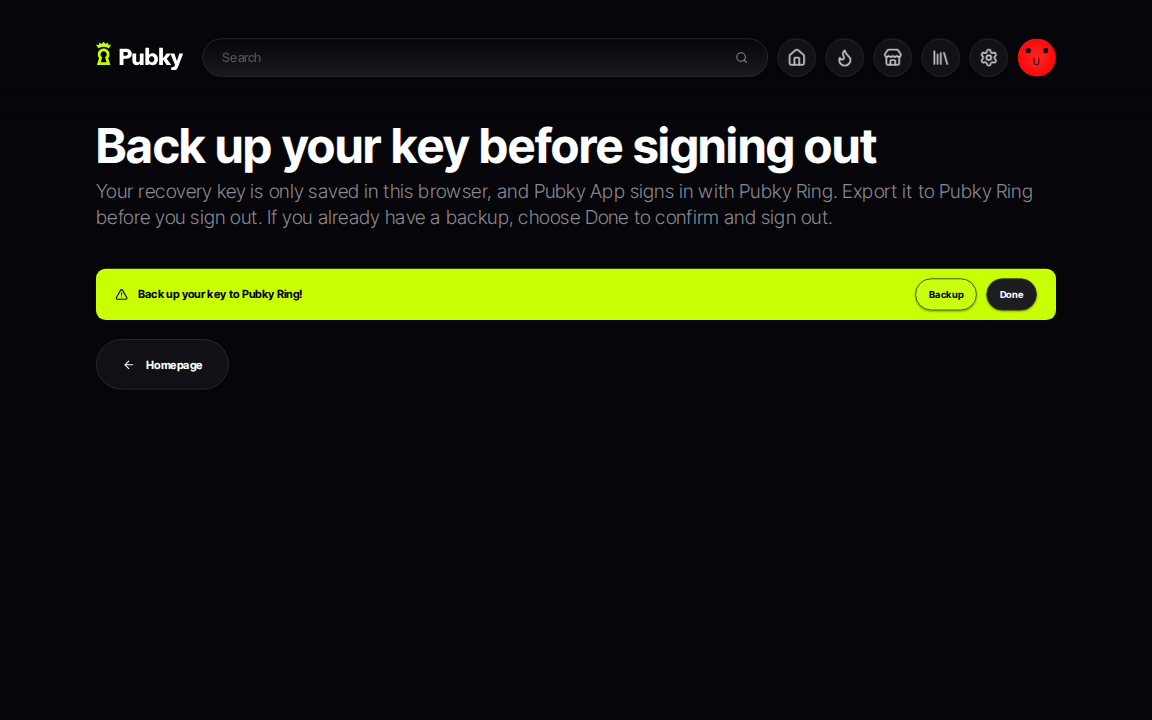 Pubky
Search
Back up your key before signing out
Your recovery key is only saved in this browser, and Pubky App signs in with Pubky Ring. Export it to Pubky Ring
before you sign out. If you already have a backup, choose Done to confirm and sign out.
Back up your key to Pubky Ring!
Backup
Done
Homepage